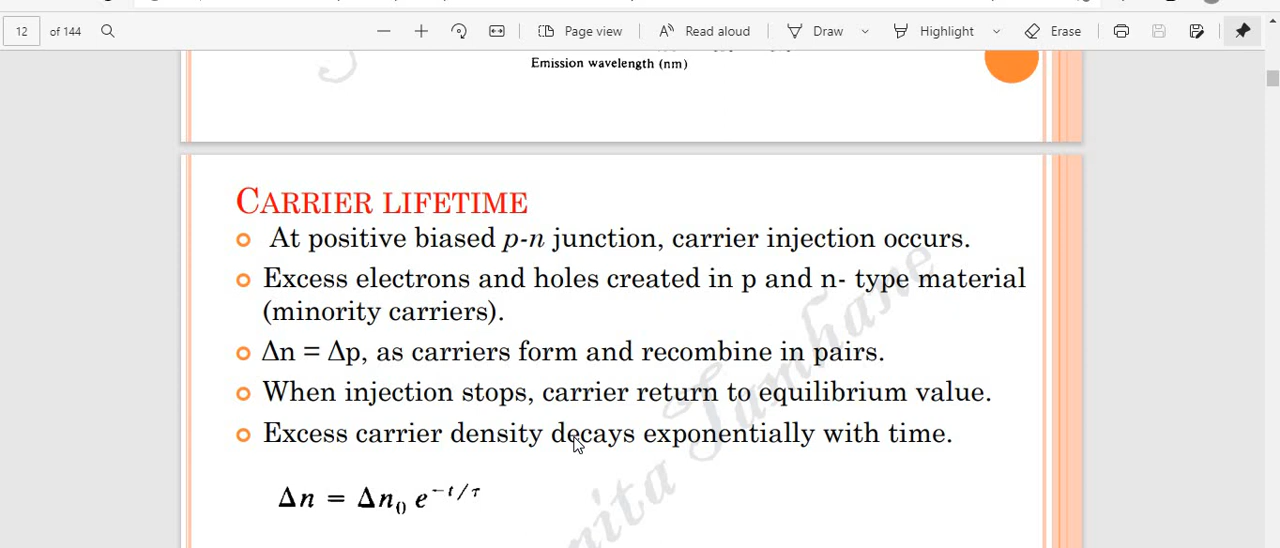 12 of 144 Page view Read aloud Draw Highlight Erase
Emission wavelength (nm)
CARRIER LIFETIME
At positive biased p-n junction, carrier injection occurs.
Excess electrons and holes created in p and n- type material
(minority carriers).
Δn = Δp, as carriers form and recombine in pairs.
When injection stops, carrier return to equilibrium value.
Excess carrier density decays exponentially with time.
Δn = Δn₀ e^−t/τ